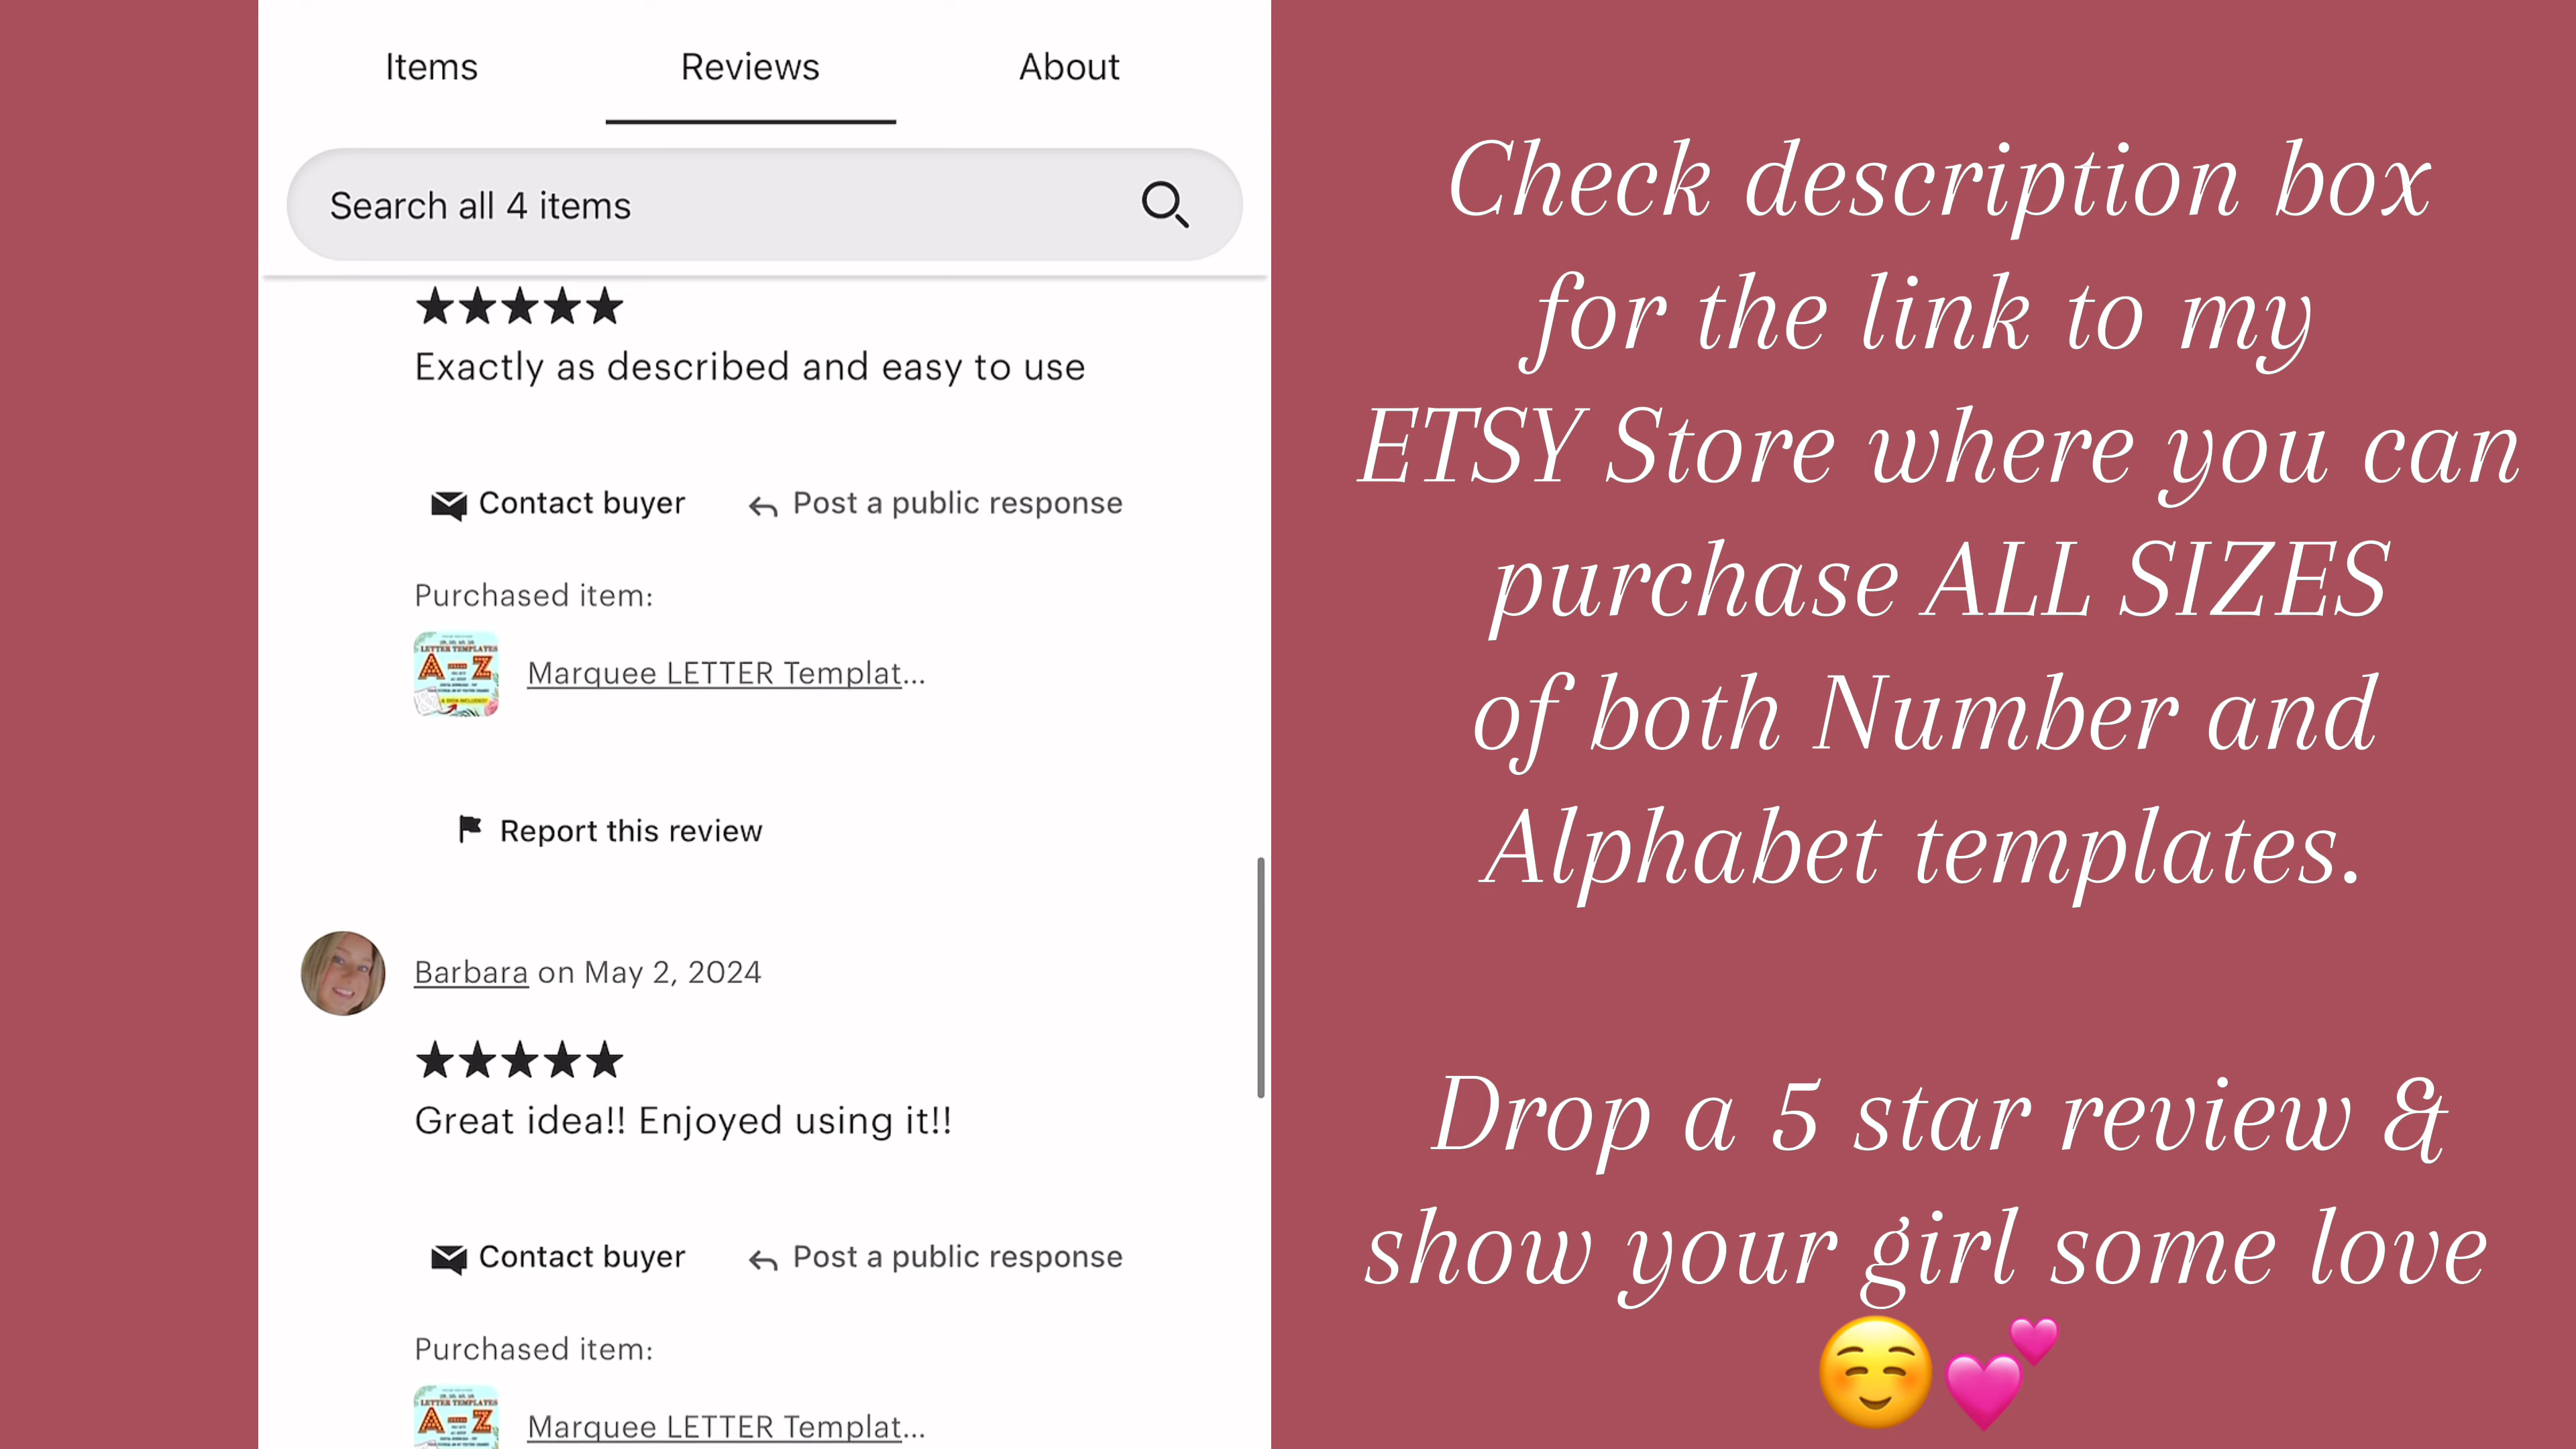 Items
Reviews
About
Search all 4 items
★★★★★
Exactly as described and easy to use
Contact buyer
Post a public response
Purchased item:
LETTER TEMPLATES
A-Z
Marquee LETTER Templat...
Report this review
Barbara on May 2, 2024
★★★★★
Great idea!! Enjoyed using it!!
Contact buyer
Post a public response
Purchased item:
LETTER TEMPLATES
A-Z
Marquee LETTER Templat...
Check description box
for the link to my
ETSY Store where you can
purchase ALL SIZES
of both Number and
Alphabet templates.
Drop a 5 star review &
show your girl some love
☺️💕